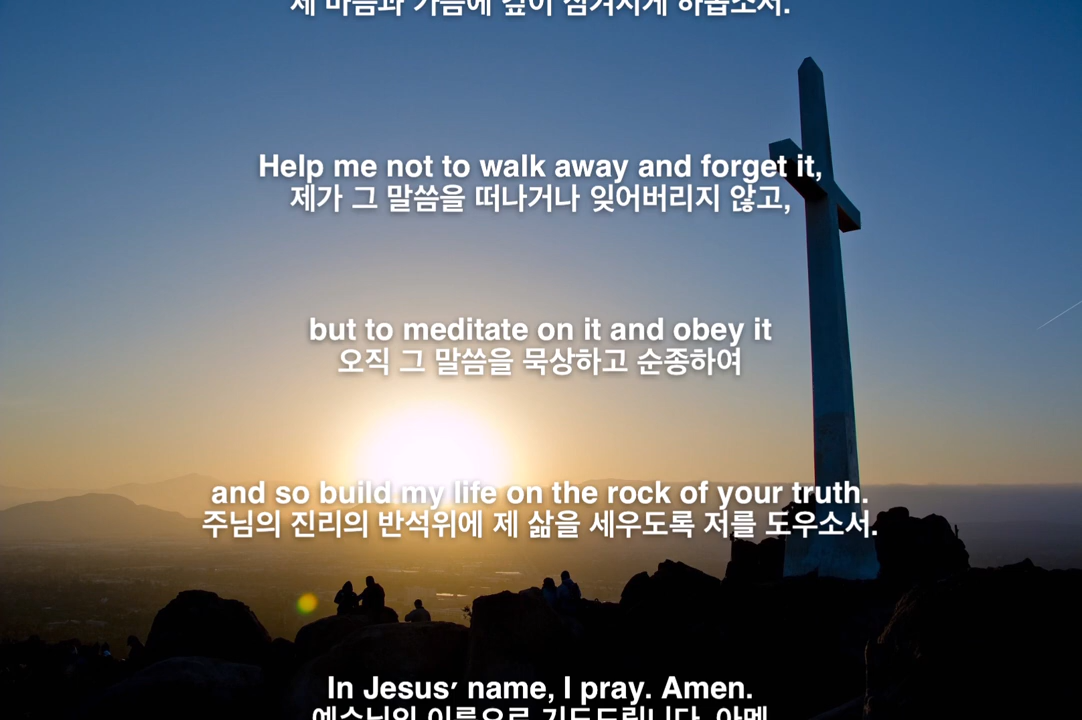 제 마음과 가슴에 깊이 심겨지게 하옵소서.
Help me not to walk away and forget it,
제가 그 말씀을 떠나거나 잊어버리지 않고,
but to meditate on it and obey it
오직 그 말씀을 묵상하고 순종하여
and so build my life on the rock of your truth.
주님의 진리의 반석위에 제 삶을 세우도록 저를 도우소서.
In Jesus′ name, I pray. Amen.
예수님의 이름으로 기도드립니다. 아멘.